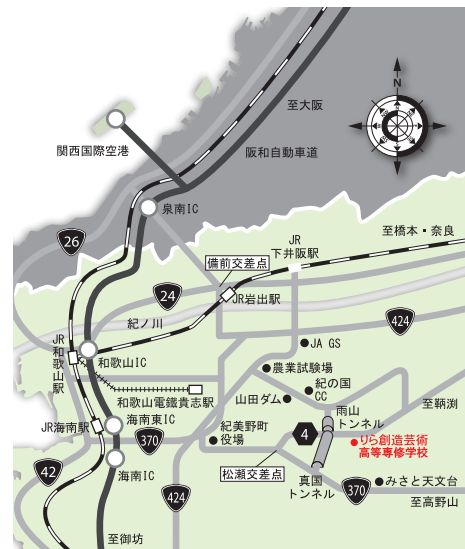 N
至大阪
関西国際空港
阪和自動車道
泉南IC
26
備前交差点
JR
下井阪駅
至橋本・奈良
24
JR岩出駅
紀ノ川
424
JR
和歌山駅
和歌山IC
JA GS
農業試験場
紀の国
CC
和歌山電鐵貴志駅
山田ダム
雨山
トンネル
至鞆渕
海南東IC
JR海南駅
370
紀美野町
役場
4
りら創造芸術
高等専修学校
42
海南IC
松瀬交差点
真国
トンネル
370
みさと天文台
424
至高野山
至御坊